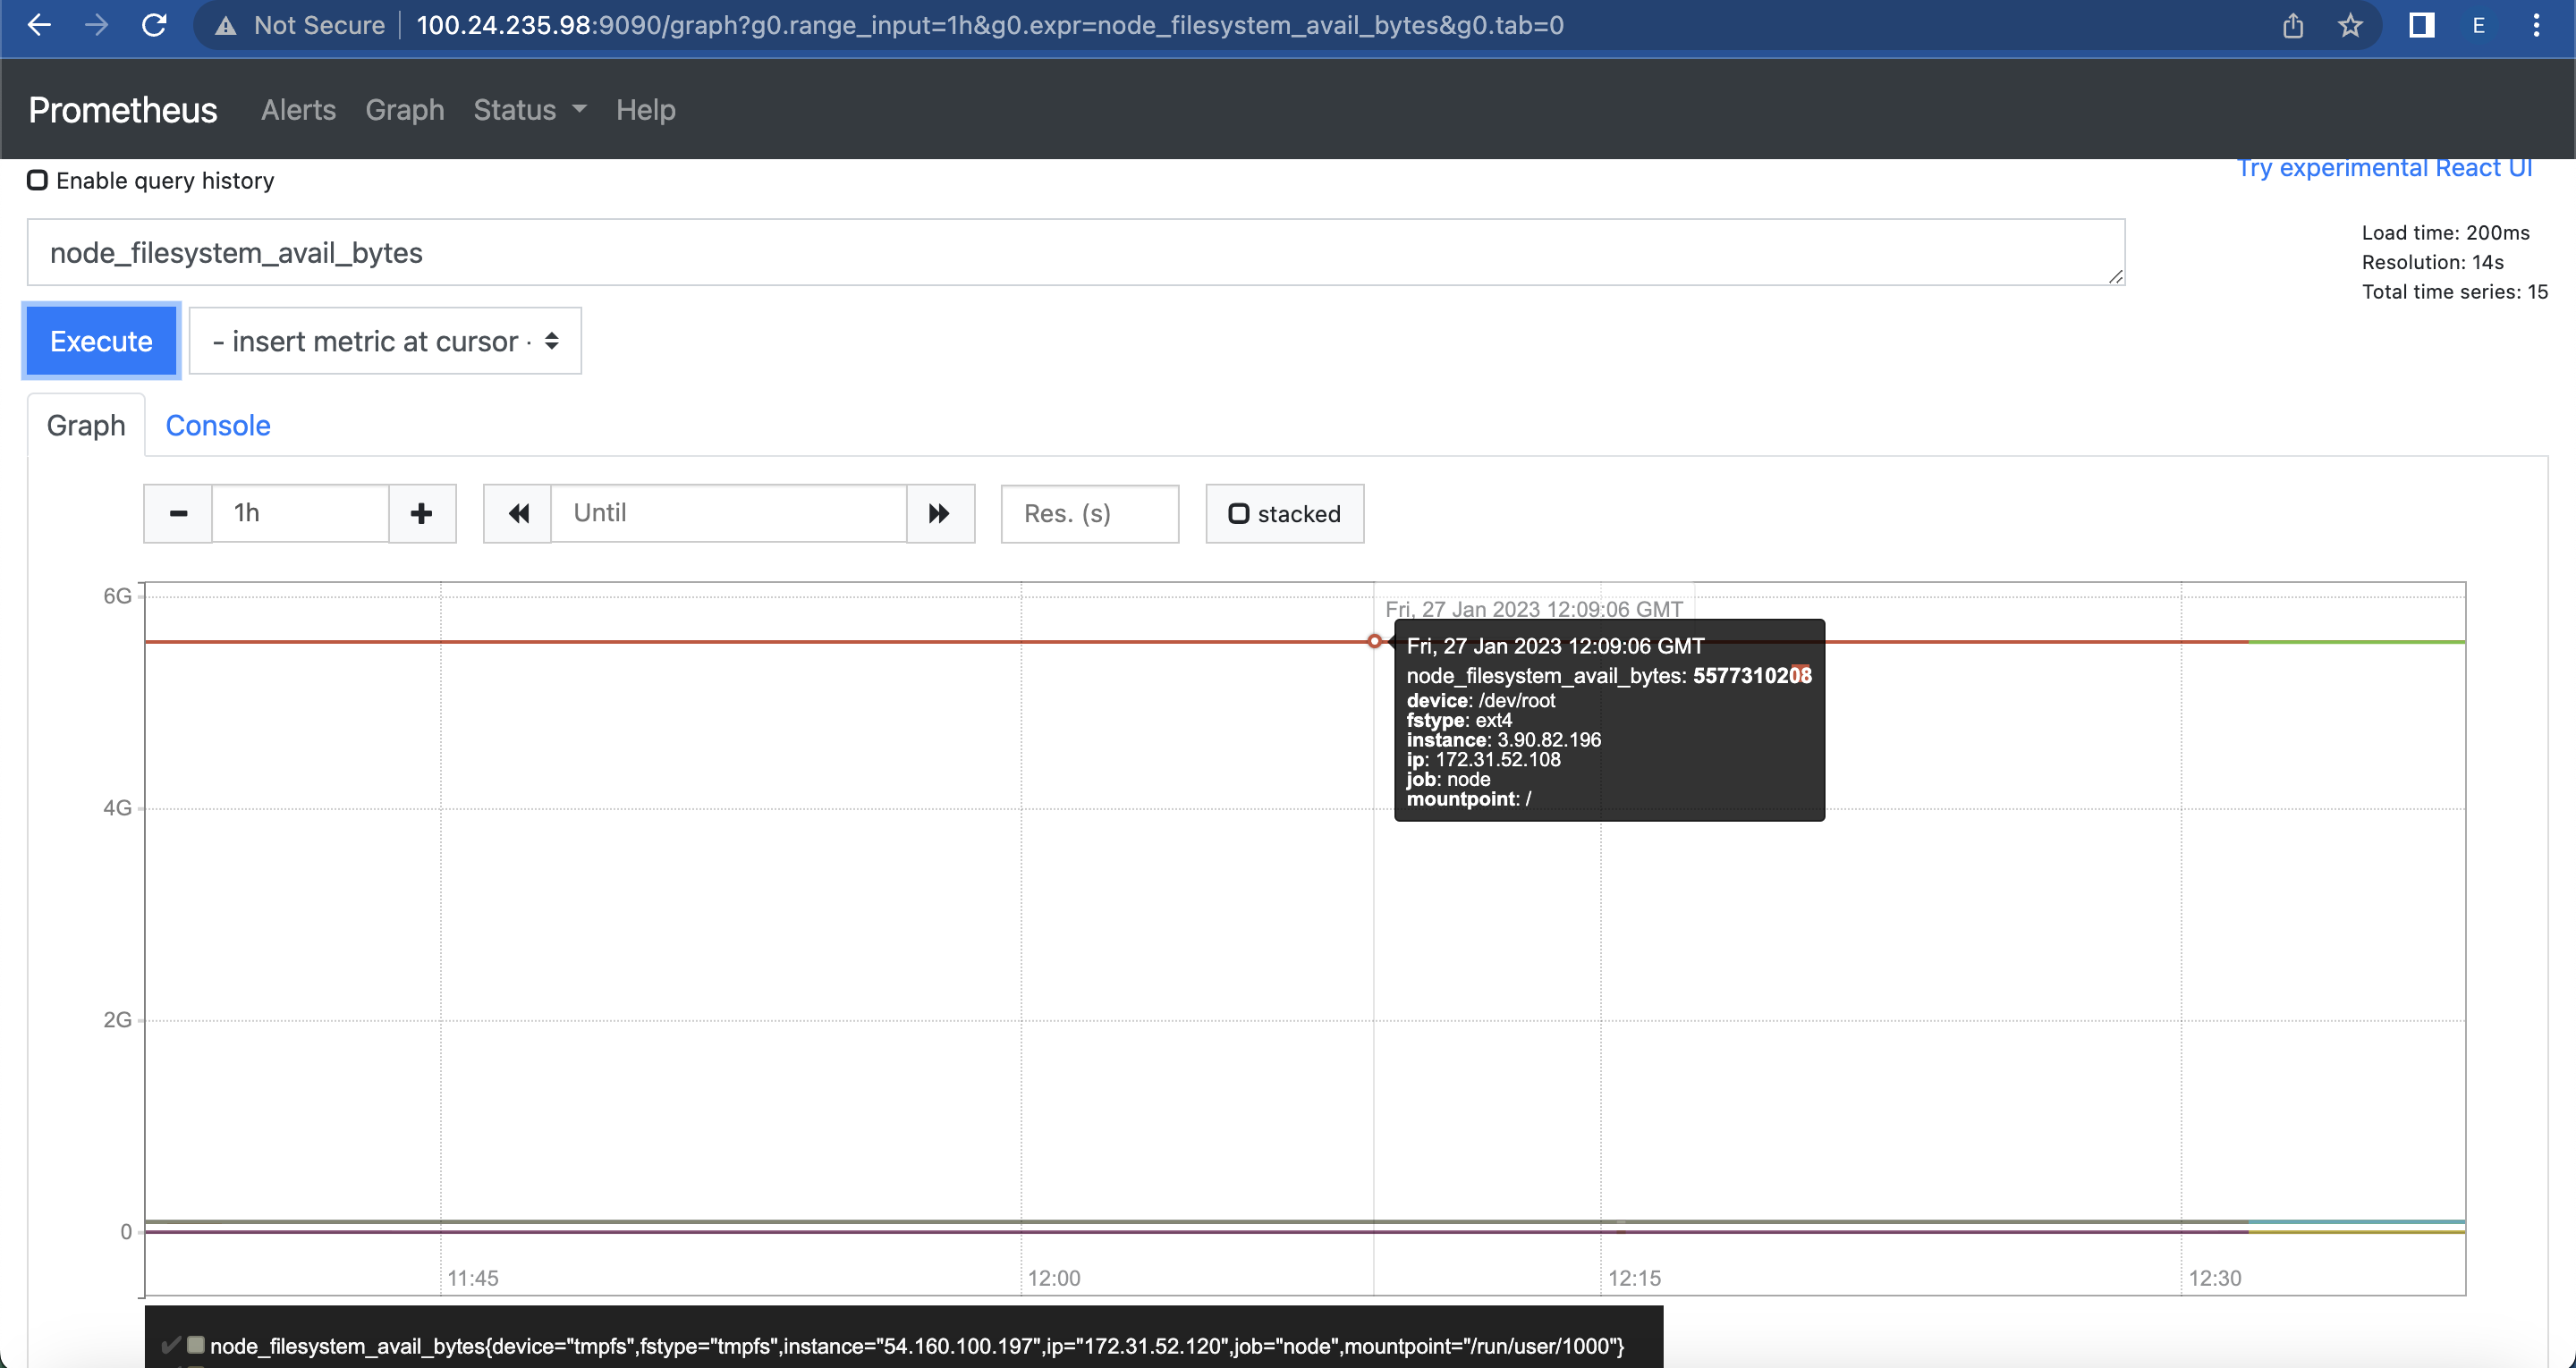 Not Secure | 100.24.235.98:9090/graph?g0.range_input=1h&g0.expr=node_filesystem_avail_bytes&g0.tab=0
E
Prometheus Alerts Graph Status Help
Enable query history
Try experimental React UI
node_filesystem_avail_bytes
Load time: 200ms
Resolution: 14s
Total time series: 15
Execute
- insert metric at cursor -
Graph Console
1h
Until
Res. (s)
stacked
6G
Fri, 27 Jan 2023 12:09:06 GMT
Fri, 27 Jan 2023 12:09:06 GMT
node_filesystem_avail_bytes: 5577310208
device: /dev/root
fstype: ext4
instance: 3.90.82.196
ip: 172.31.52.108
job: node
mountpoint: /
4G
2G
0
11:45 12:00 12:15 12:30
node_filesystem_avail_bytes{device="tmpfs",fstype="tmpfs",instance="54.160.100.197",ip="172.31.52.120",job="node",mountpoint="/run/user/1000"}